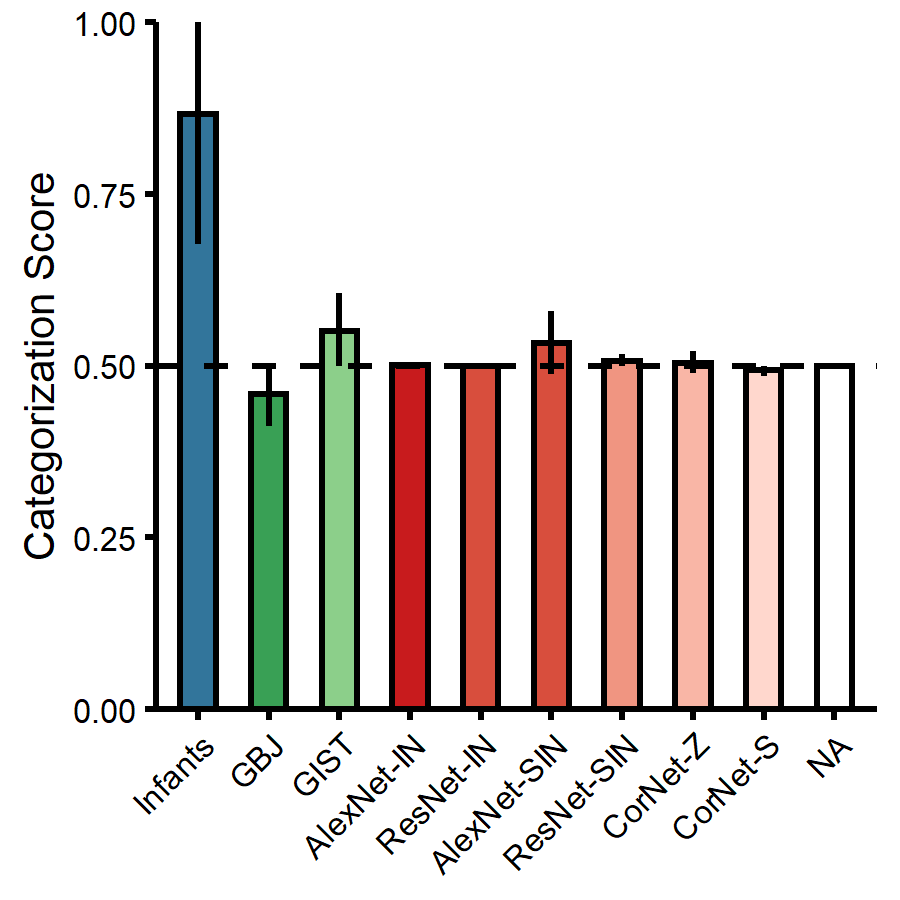 Categorization Score
1.00
0.75
0.50
0.25
0.00
Infants
GBJ
GIST
AlexNet-IN
ResNet-IN
AlexNet-SIN
ResNet-SIN
CorNet-Z
CorNet-S
NA